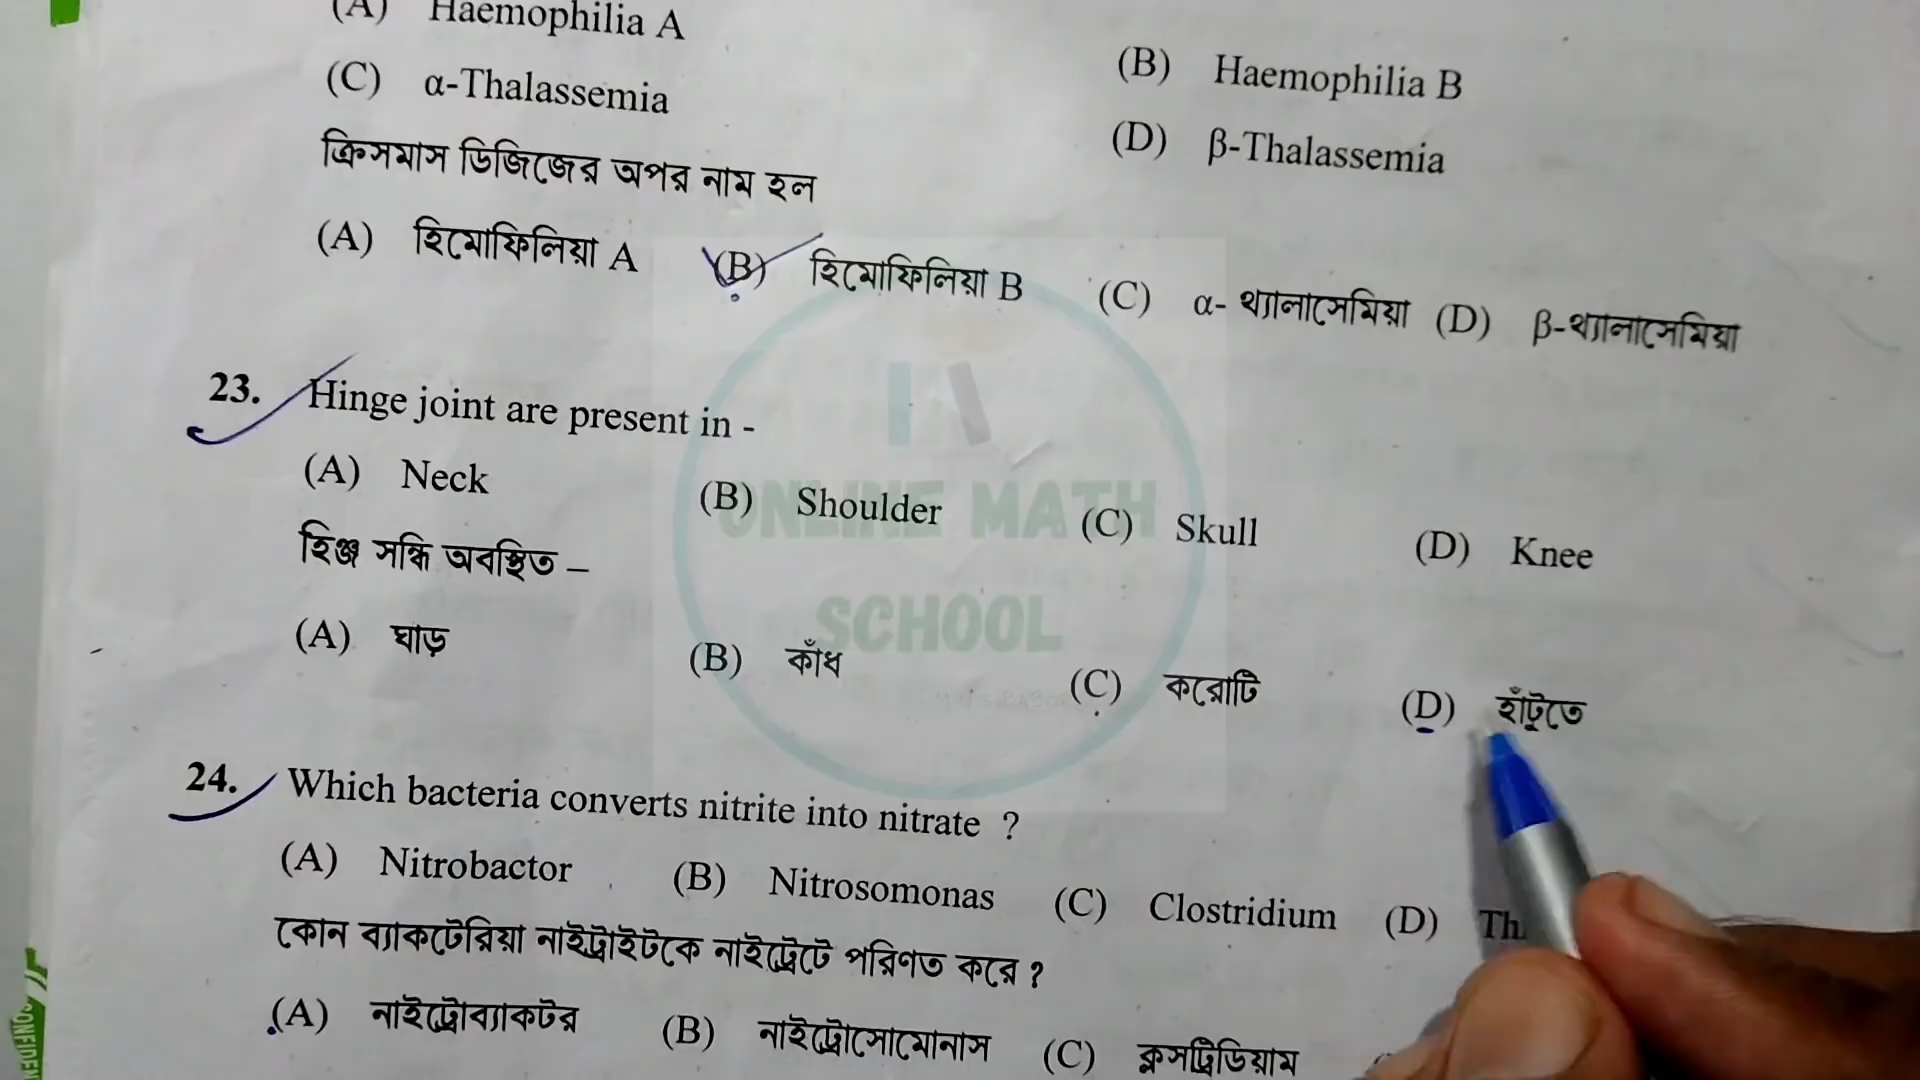 (A) Haemophilia A
(B) Haemophilia B
(C) α-Thalassemia
(D) β-Thalassemia
ক্রিসমাস ডিজিজের অপর নাম হল
(A) হিমোফিলিয়া A (B) হিমোফিলিয়া B (C) α- থ্যালাসেমিয়া (D) β-থ্যালাসেমিয়া
23. Hinge joint are present in -
(A) Neck (B) Shoulder (C) Skull (D) Knee
হিঞ্জ সন্ধি অবস্থিত –
(A) ঘাড় (B) কাঁধ (C) করোটি (D) হাঁটুতে
ONLINE MATH
SCHOOL
24. Which bacteria converts nitrite into nitrate ?
(A) Nitrobactor (B) Nitrosomonas (C) Clostridium (D)
কোন ব্যাকটেরিয়া নাইট্রাইটকে নাইট্রেটে পরিণত করে ?
(A) নাইট্রোব্যাকটর (B) নাইট্রোসোমোনাস (C) ক্লসট্রিডিয়াম